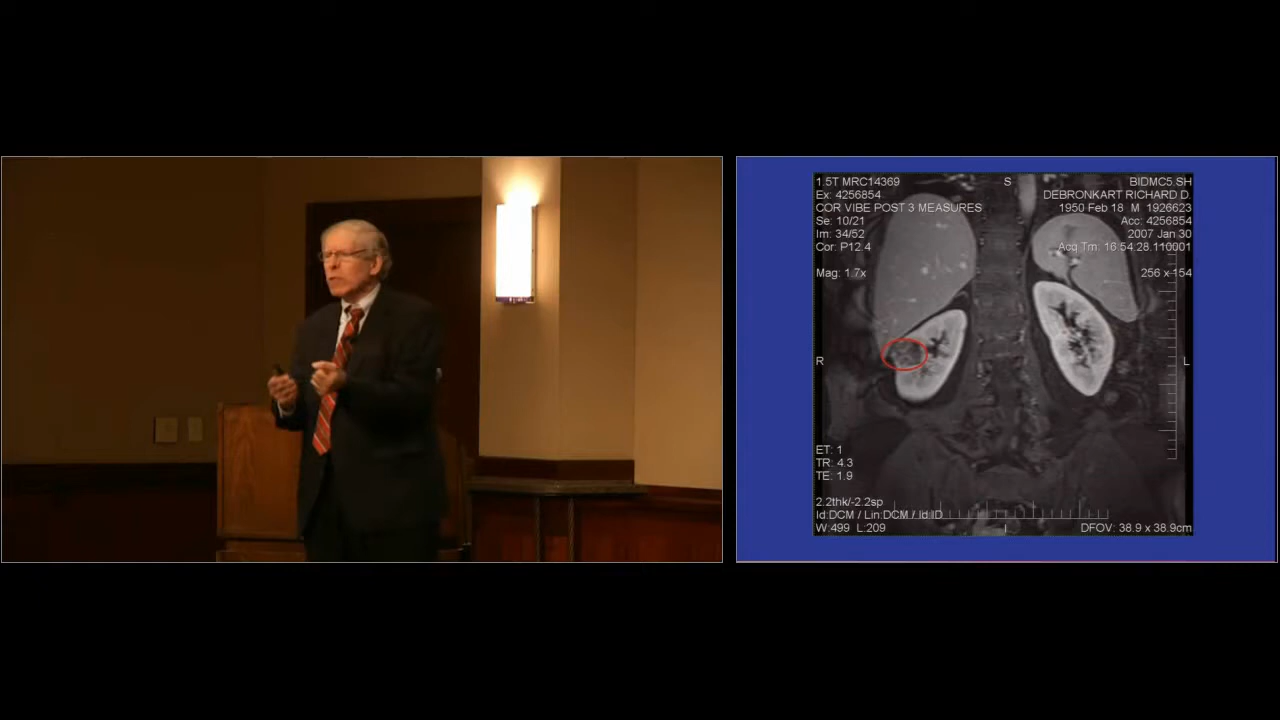 1.5T MRC14369
Ex: 4256854
COR VIBE POST 3 MEASURES
Se: 10/21
Im: 34/52
Cor: P12.4
Mag: 1.7x
S
BIDMC5.SH
DEBRONKART RICHARD D.
1950 Feb 18 M 1926623
Acc: 4256854
2007 Jan 30
Acq Tm: 16 54:28.110001
256 x 154
R
L
ET: 1
TR: 4.3
TE: 1.9
2.2thk/-2.2sp
Id:DCM / Lin:DCM / Id:ID
W:499 L:209
I
DFOV: 38.9 x 38.9cm